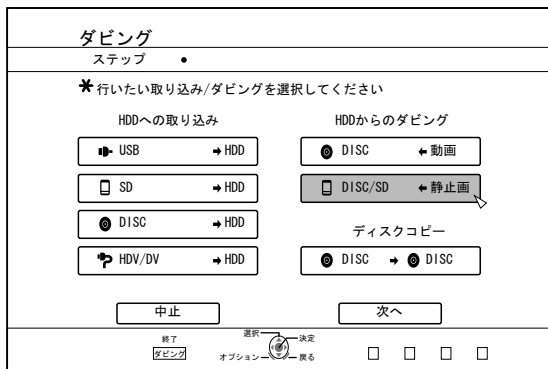 ダビング
ステップ
行いたい取り込み/ダビングを選択してください
HDDへの取り込み
USB ➡ HDD
SD ➡ HDD
DISC ➡ HDD
HDV/DV ➡ HDD
HDDからのダビング
DISC ⬅ 動画
DISC/SD ⬅ 静止画
ディスクコピー
DISC ➡ DISC
中止
次へ
終了
ダビング
選択
決定
オプション
戻る